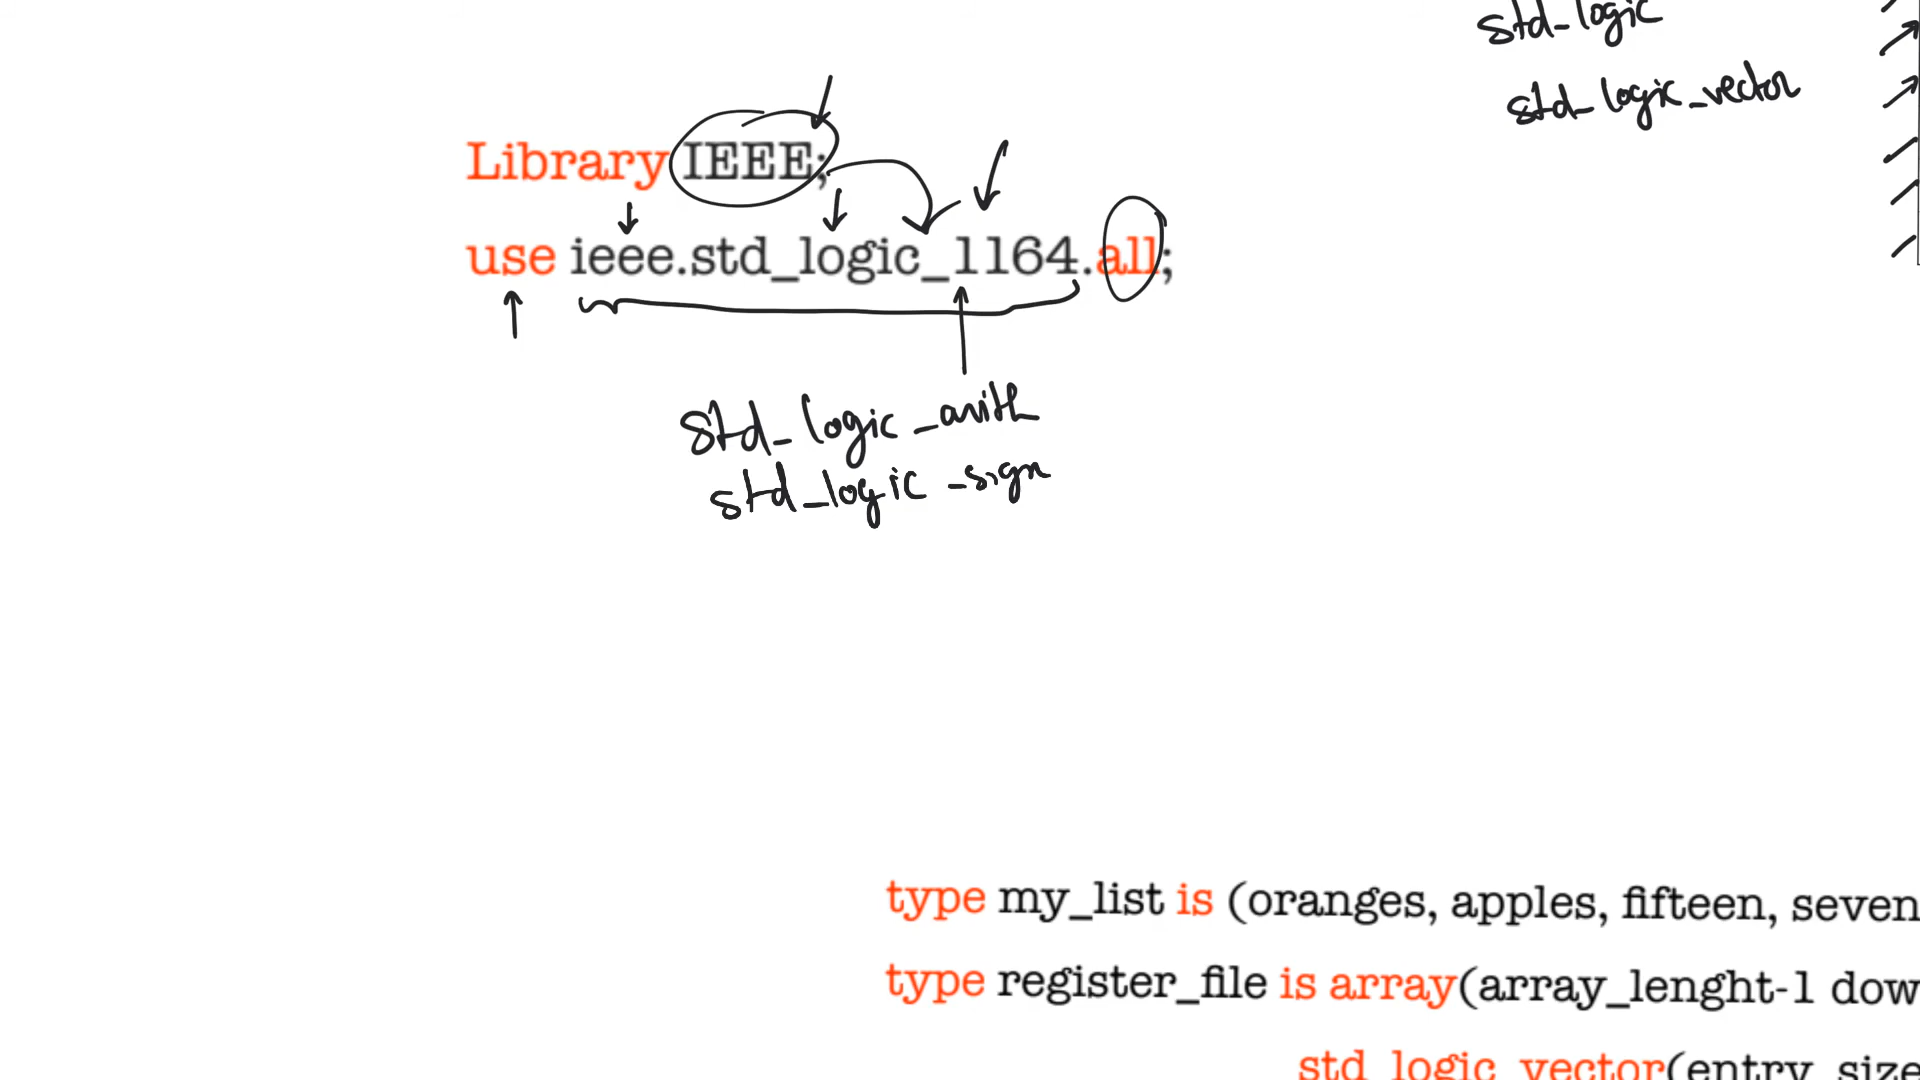 std_logic
std_logic_vector
Library IEEE;
use ieee.std_logic_1164.all;
std_logic_arith
std_logic_sign
type my_list is (oranges, apples, fifteen, seven
type register_file is array(array_lenght-1 dow
std_logic_vector(entry_size